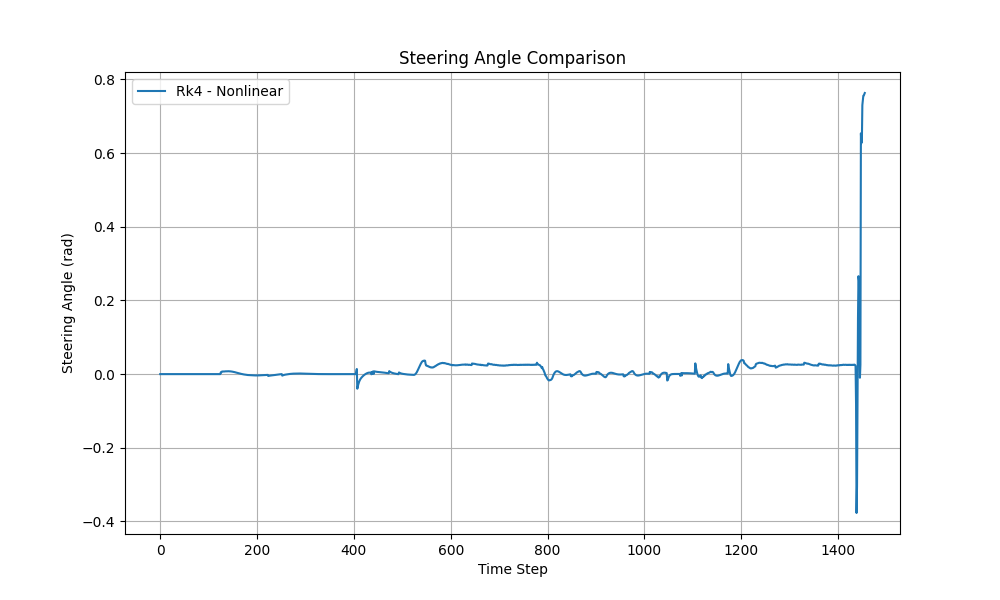 Steering Angle Comparison
Rk4 - Nonlinear
Steering Angle (rad)
0.8
0.6
0.4
0.2
0.0
−0.2
−0.4
0 200 400 600 800 1000 1200 1400
Time Step